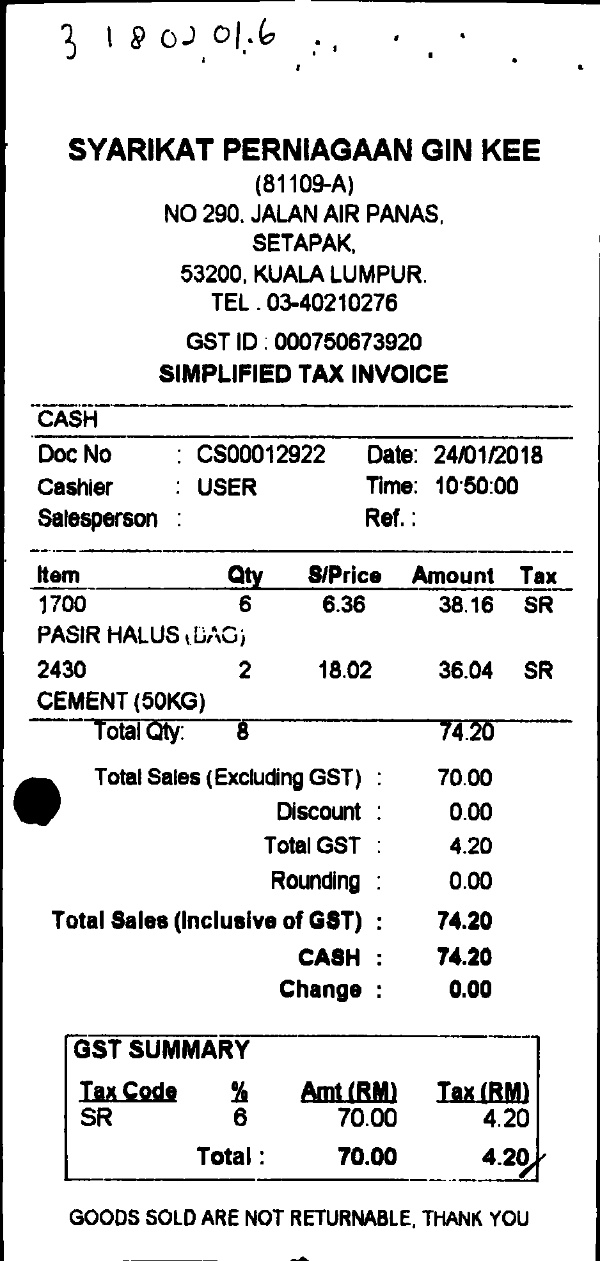 3 180201.6
SYARIKAT PERNIAGAAN GIN KEE
(81109-A)
NO 290, JALAN AIR PANAS,
SETAPAK,
53200, KUALA LUMPUR.
TEL . 03-40210276
GST ID : 000750673920
SIMPLIFIED TAX INVOICE
CASH
Doc No : CS00012922 Date: 24/01/2018
Cashier : USER Time: 10:50:00
Salesperson : Ref. :
Item Qty S/Price Amount Tax
1700 6 6.36 38.16 SR
PASIR HALUS (BAG)
2430 2 18.02 36.04 SR
CEMENT (50KG)
Total Qty: 8 74.20
Total Sales (Excluding GST) : 70.00
Discount : 0.00
Total GST : 4.20
Rounding : 0.00
Total Sales (Inclusive of GST) : 74.20
CASH : 74.20
Change : 0.00
GST SUMMARY
Tax Code % Amt (RM) Tax (RM)
SR 6 70.00 4.20
Total : 70.00 4.20
GOODS SOLD ARE NOT RETURNABLE, THANK YOU